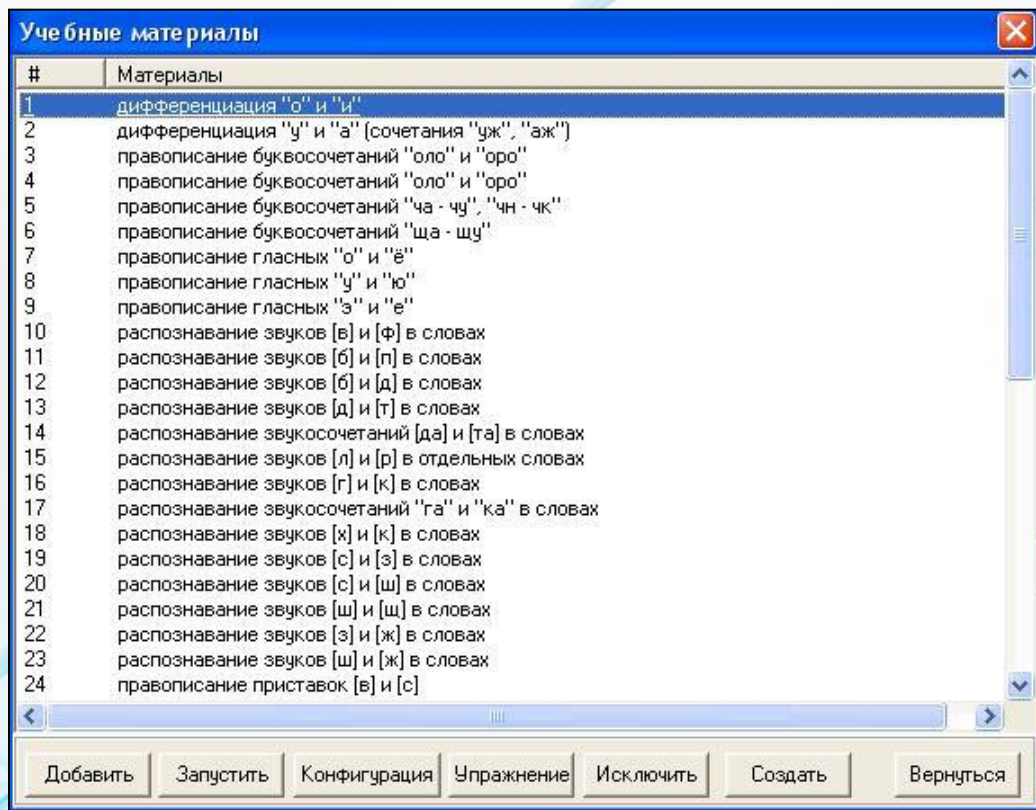 Учебные материалы
# Материалы
1 дифференциация "о" и "и"
2 дифференциация "у" и "а" (сочетания "уж", "аж")
3 правописание буквосочетаний "оло" и "оро"
4 правописание буквосочетаний "оло" и "оро"
5 правописание буквосочетаний "ча - чу", "чн - чк"
6 правописание буквосочетаний "ща - щу"
7 правописание гласных "о" и "ё"
8 правописание гласных "у" и "ю"
9 правописание гласных "э" и "е"
10 распознавание звуков [в] и [ф] в словах
11 распознавание звуков [б] и [п] в словах
12 распознавание звуков [б] и [д] в словах
13 распознавание звуков [д] и [т] в словах
14 распознавание звукосочетаний [да] и [та] в словах
15 распознавание звуков [л] и [р] в отдельных словах
16 распознавание звуков [г] и [к] в словах
17 распознавание звукосочетаний "га" и "ка" в словах
18 распознавание звуков [х] и [к] в словах
19 распознавание звуков [с] и [з] в словах
20 распознавание звуков [с] и [ш] в словах
21 распознавание звуков [ш] и [щ] в словах
22 распознавание звуков [з] и [ж] в словах
23 распознавание звуков [ш] и [ж] в словах
24 правописание приставок [в] и [с]
Добавить Запустить Конфигурация Упражнение Исключить Создать Вернуться